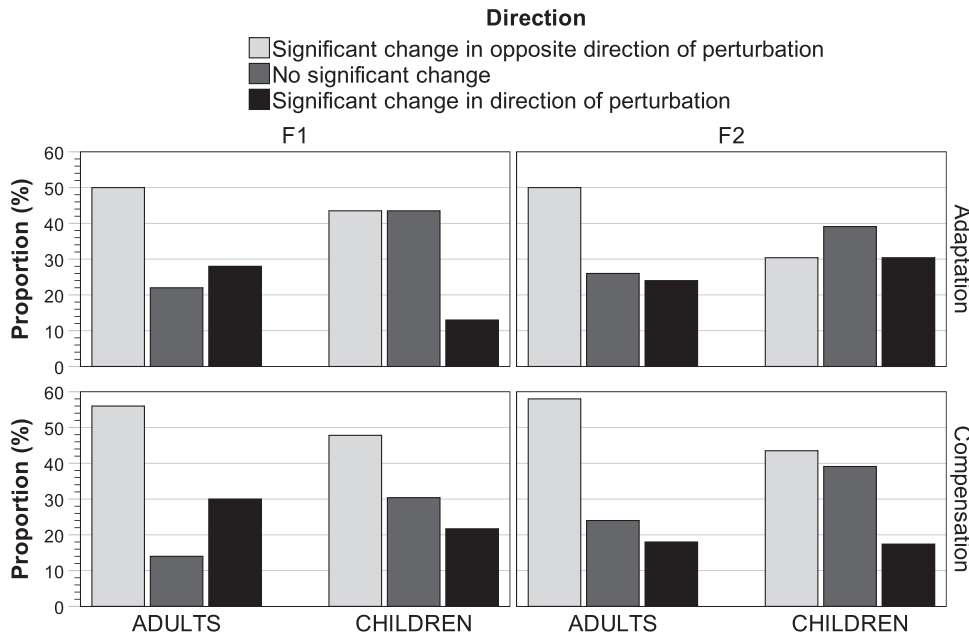 Direction
Significant change in opposite direction of perturbation
No significant change
Significant change in direction of perturbation
F1
F2
60
50
40
30
20
10
0
Proportion (%)
Adaptation
60
50
40
30
20
10
0
Proportion (%)
Compensation
ADULTS
CHILDREN
ADULTS
CHILDREN